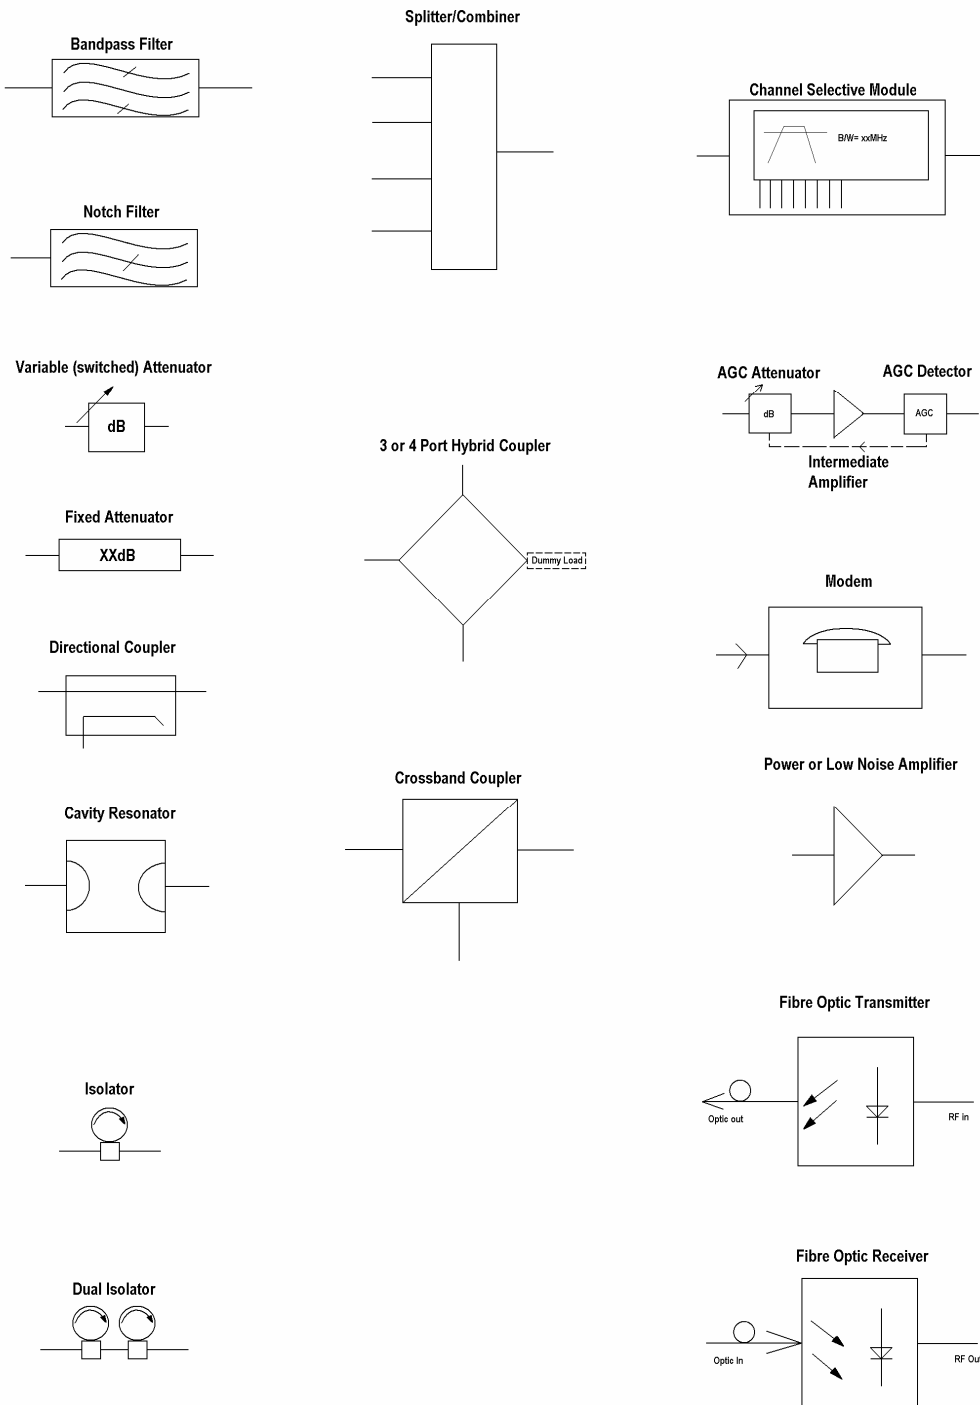 Splitter/Combiner
Bandpass Filter
Channel Selective Module
B/W= xxMHz
Notch Filter
Variable (switched) Attenuator
dB
AGC Attenuator
AGC Detector
dB
AGC
Intermediate
Amplifier
3 or 4 Port Hybrid Coupler
Dummy Load
Fixed Attenuator
XXdB
Modem
Directional Coupler
Power or Low Noise Amplifier
Crossband Coupler
Cavity Resonator
Fibre Optic Transmitter
Optic out
RF in
Isolator
Fibre Optic Receiver
Optic In
RF Out
Dual Isolator